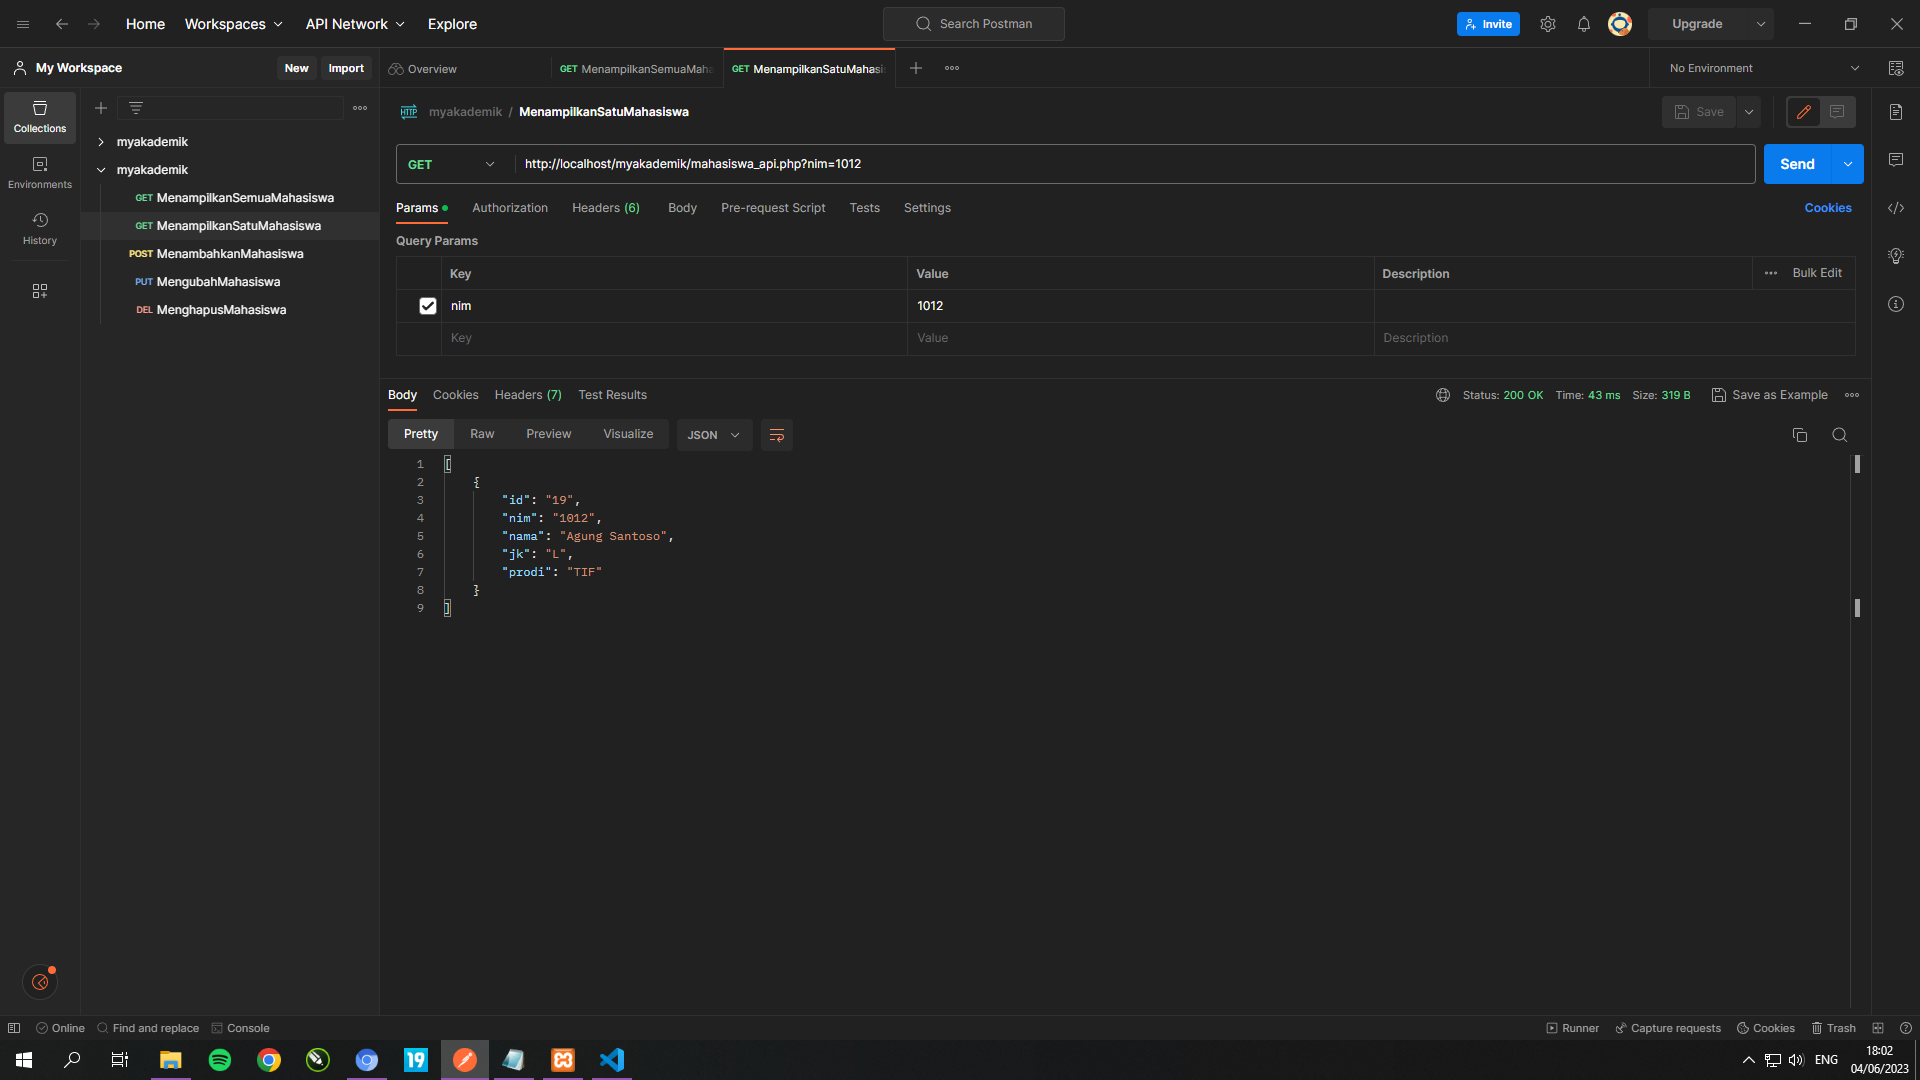 Home Workspaces API Network Explore Search Postman Invite Upgrade
My Workspace New Import Overview GET MenampilkanSemuaMaha GET MenampilkanSatuMahasi No Environment
Collections
Environments
History
myakademik
myakademik
GET MenampilkanSemuaMahasiswa
GET MenampilkanSatuMahasiswa
POST MenambahkanMahasiswa
PUT MengubahMahasiswa
DEL MenghapusMahasiswa
HTTP myakademik / MenampilkanSatuMahasiswa Save
GET http://localhost/myakademik/mahasiswa_api.php?nim=1012 Send
Params Authorization Headers (6) Body Pre-request Script Tests Settings Cookies
Query Params
Key Value Description Bulk Edit
nim 1012
Key Value Description
Body Cookies Headers (7) Test Results Status: 200 OK Time: 43 ms Size: 319 B Save as Example
Pretty Raw Preview Visualize JSON
1 [
2 {
3 "id": "19",
4 "nim": "1012",
5 "nama": "Agung Santoso",
6 "jk": "L",
7 "prodi": "TIF"
8 }
9 ]
Online Find and replace Console Runner Capture requests Cookies Trash
19 ENG 18:02
04/06/2023